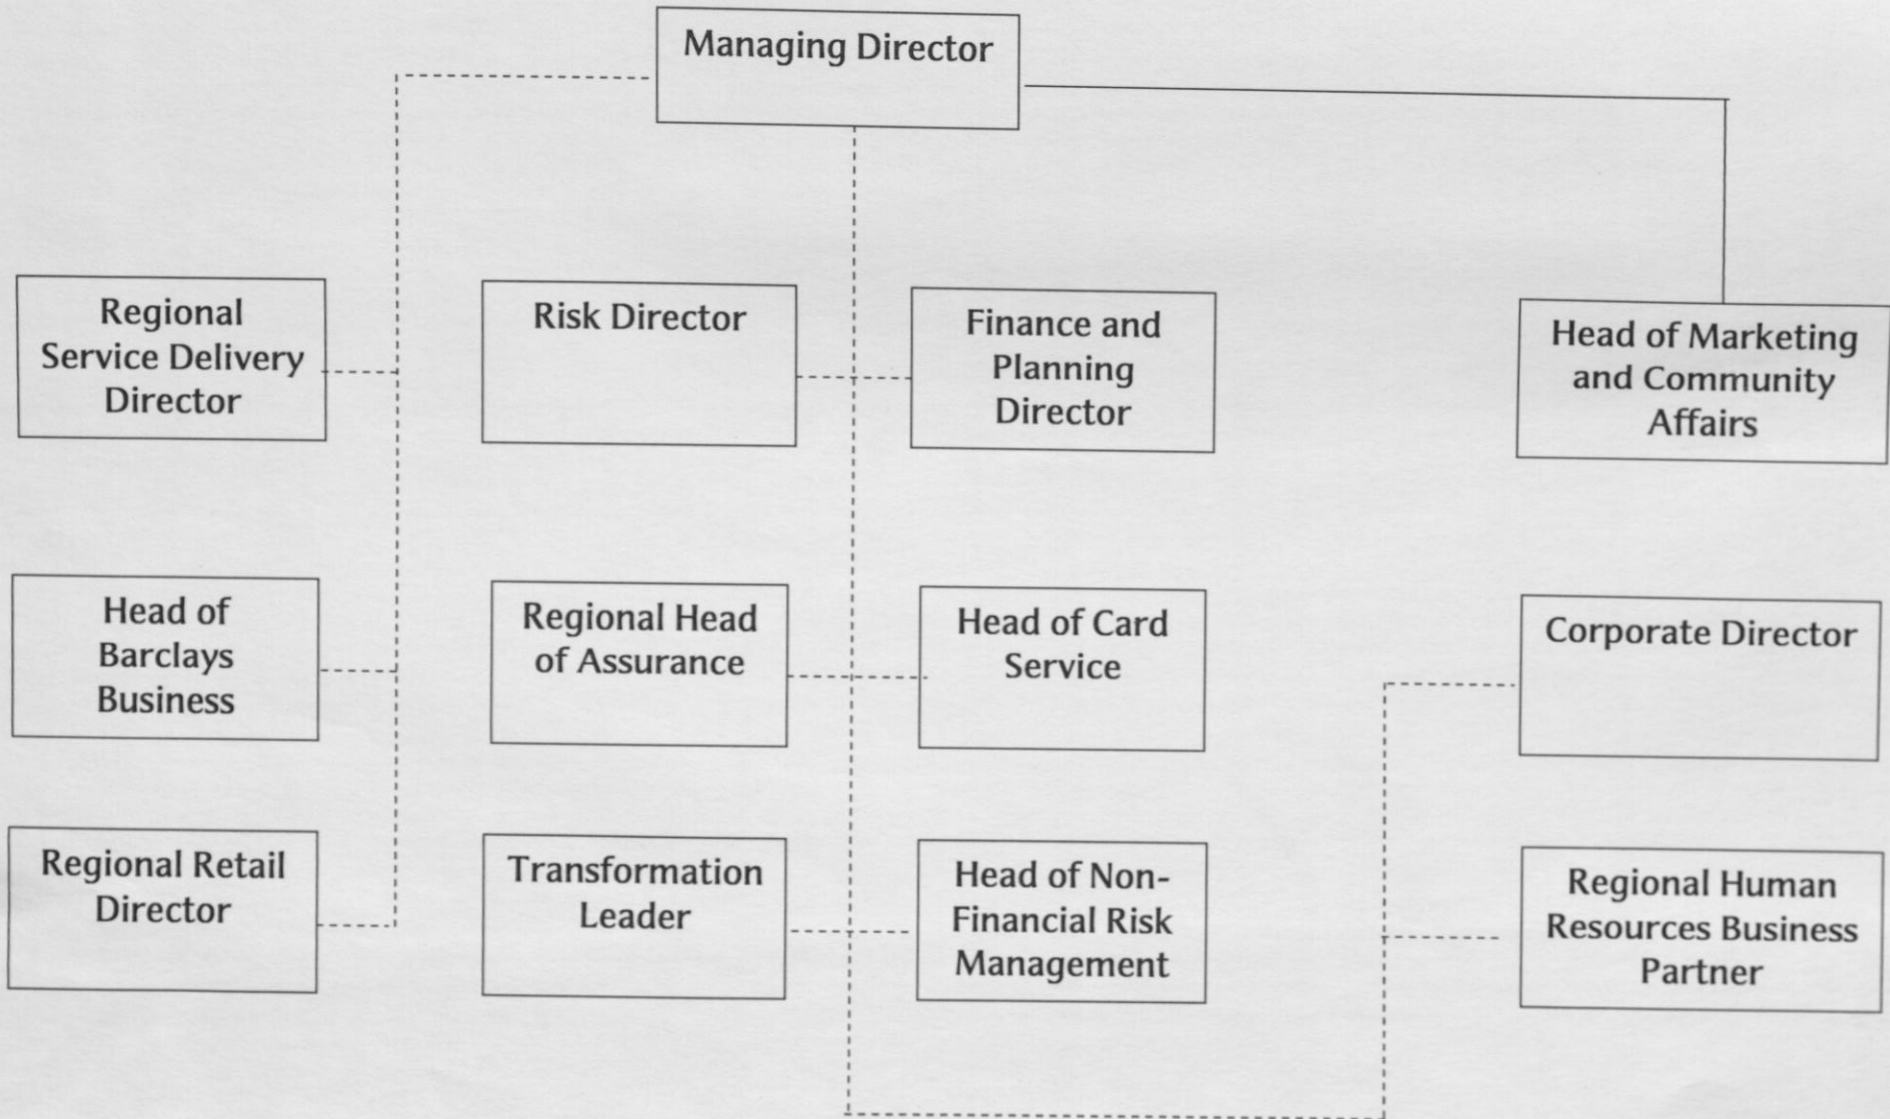 Managing Director
Regional
Service Delivery
Director
Risk Director
Finance and
Planning
Director
Head of Marketing
and Community
Affairs
Head of
Barclays
Business
Regional Head
of Assurance
Head of Card
Service
Corporate Director
Regional Retail
Director
Transformation
Leader
Head of Non-
Financial Risk
Management
Regional Human
Resources Business
Partner